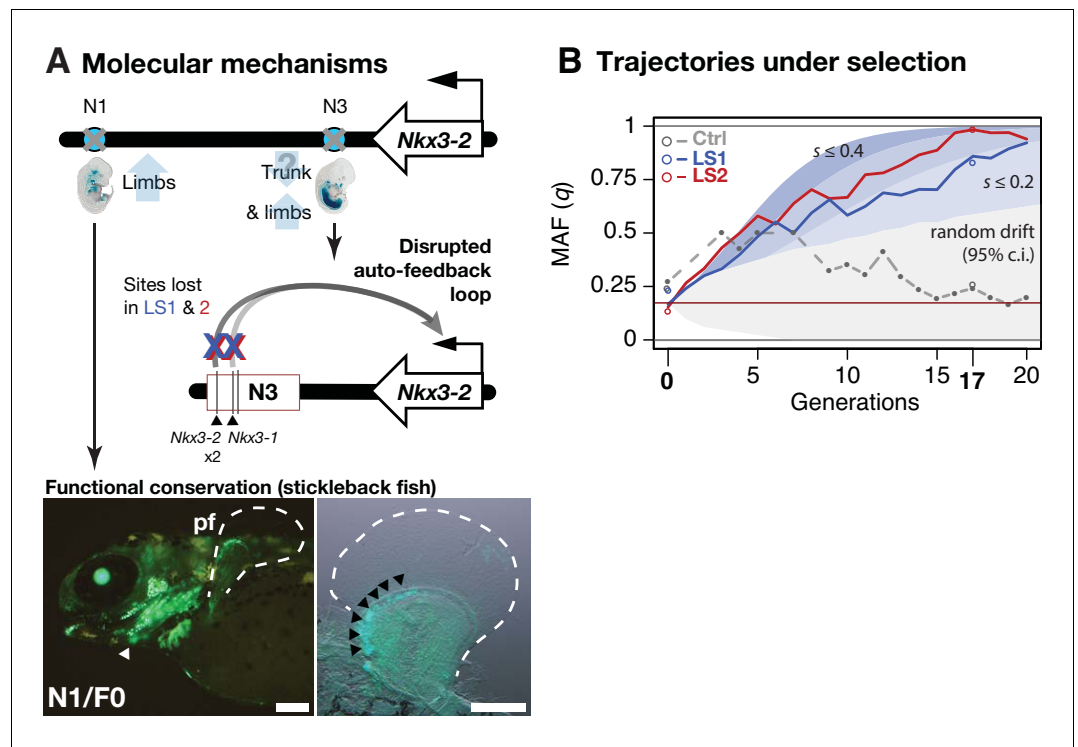 A Molecular mechanisms
N1
N3
Nkx3-2
Limbs
?
Trunk
& limbs
Disrupted
auto-feedback
loop
Sites lost
in LS1 & 2
X X
N3
Nkx3-2
Nkx3-2 Nkx3-1
x2
Functional conservation (stickleback fish)
pf
N1/F0
B Trajectories under selection
MAF (q)
1
0.75
0.5
0.25
0
Ctrl
LS1
LS2
s ≤ 0.4
s ≤ 0.2
random drift
(95% c.i.)
0 5 10 15 17 20
Generations